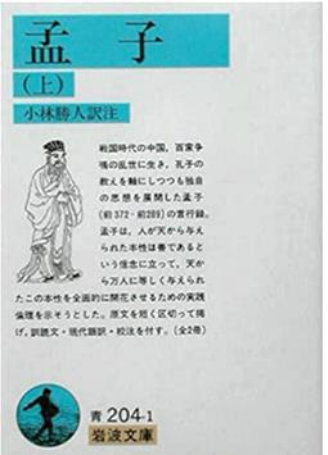 孟子
(上)
小林勝人訳注
戦国時代の中国，百家争
鳴の乱世に生き，孔子の
教えを軸にしつつも独自
の思想を展開した孟子
(前372-前289)の言行録。
孟子は，人が天から与え
られた本性は善であると
いう信念に立って，天か
ら万人に等しく与えられ
たこの本性を全面的に開花させるための実践
倫理を示そうとした。原文を短く区切って掲
げ，訓読文・現代語訳・校注を付す。(全2冊)
青204-1
岩波文庫